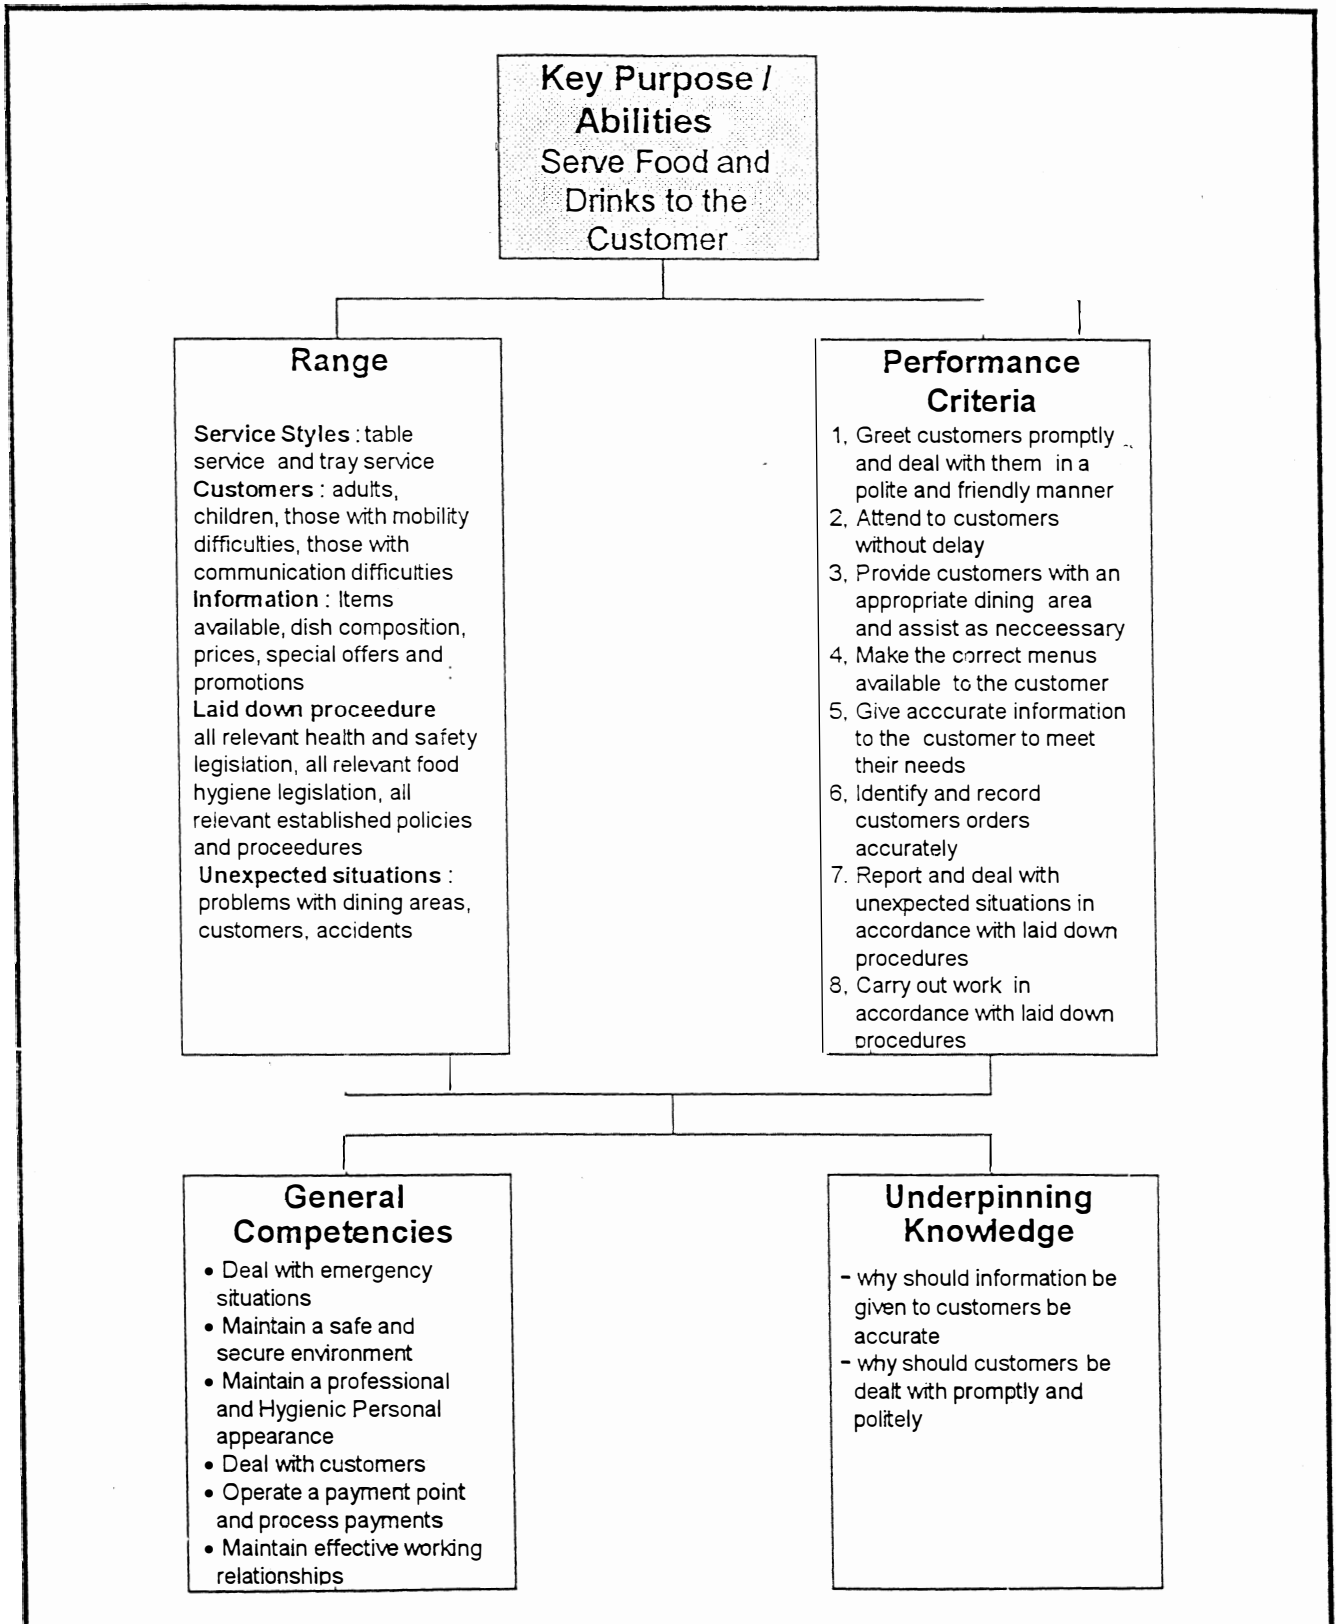 Key Purpose /
Abilities
Serve Food and
Drinks to the
Customer
Range
Service Styles : table
service and tray service
Customers : adults,
children, those with mobility
difficulties, those with
communication difficulties
Information : Items
available, dish composition,
prices, special offers and
promotions
Laid down proceedure
all relevant health and safety
legislation, all relevant food
hygiene legislation, all
relevant established policies
and proceedures
Unexpected situations :
problems with dining areas,
customers, accidents
Performance
Criteria
1, Greet customers promptly
and deal with them in a
polite and friendly manner
2, Attend to customers
without delay
3, Provide customers with an
appropriate dining area
and assist as necceessary
4, Make the correct menus
available to the customer
5, Give acccurate information
to the customer to meet
their needs
6, Identify and record
customers orders
accurately
7. Report and deal with
unexpected situations in
accordance with laid down
procedures
8, Carry out work in
accordance with laid down
procedures
General
Competencies
• Deal with emergency
situations
• Maintain a safe and
secure environment
• Maintain a professional
and Hygienic Personal
appearance
• Deal with customers
• Operate a payment point
and process payments
• Maintain effective working
relationships
Underpinning
Knowledge
- why should information be
given to customers be
accurate
- why should customers be
dealt with promptly and
politely